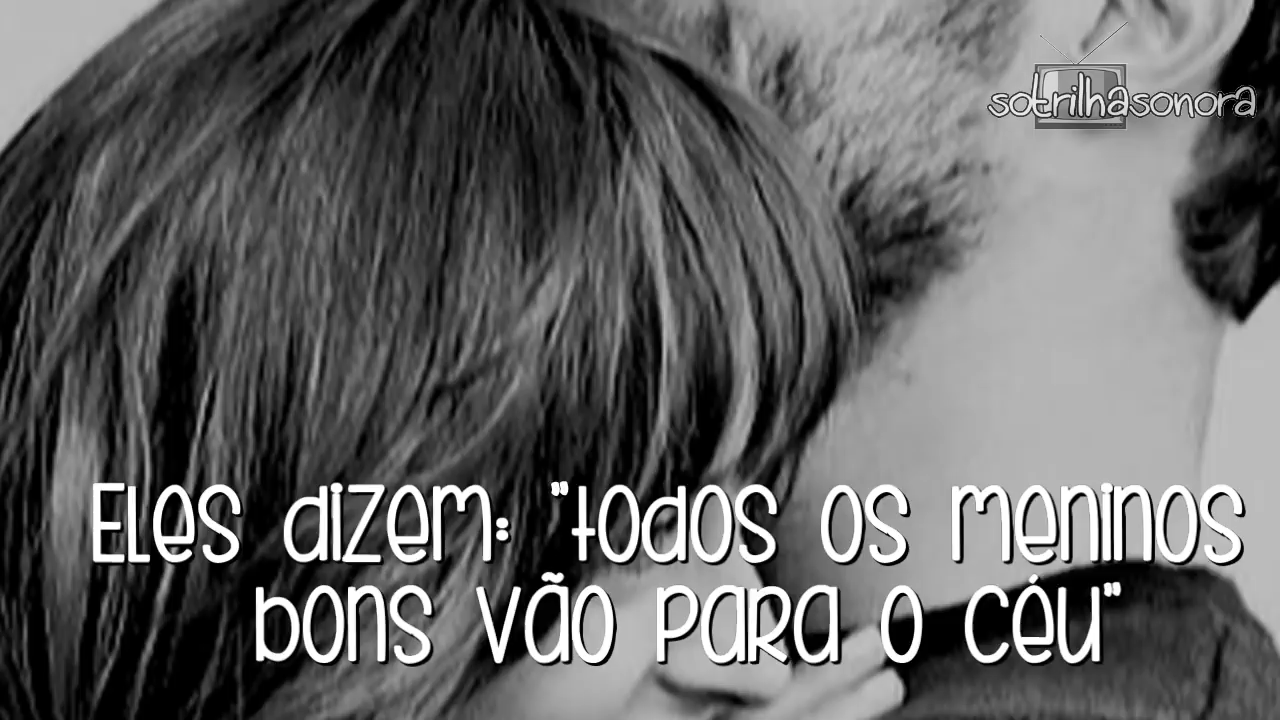 sotrilhasonora
Eles dizem: "todos os meninos
bons vão para o céu"